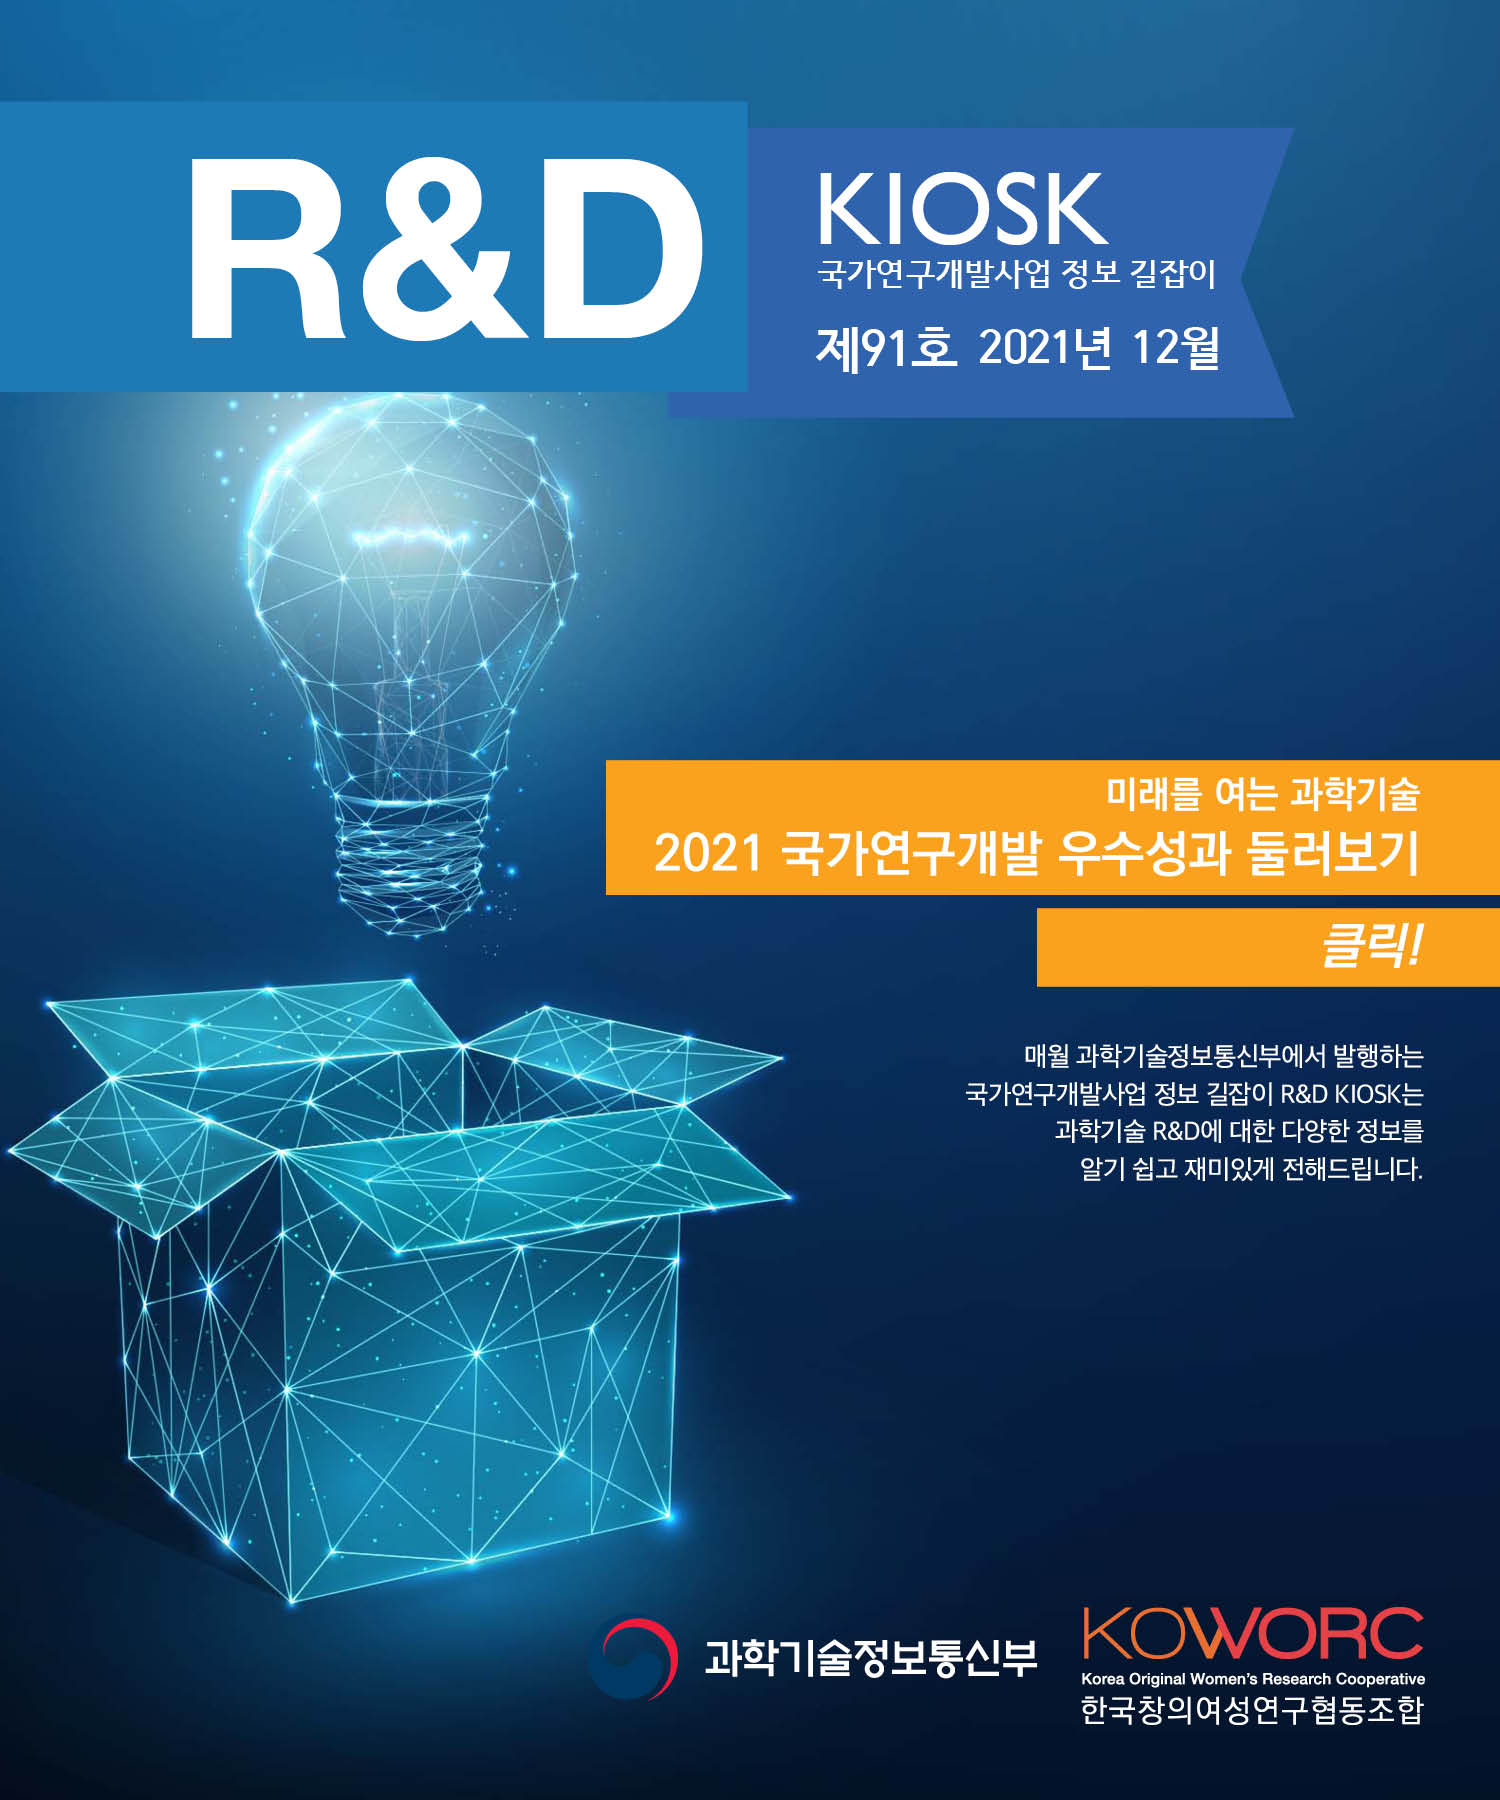 R&D
KIOSK
국가연구개발사업 정보 길잡이
제91호 2021년 12월
미래를 여는 과학기술
2021 국가연구개발 우수성과 둘러보기
클릭!
매월 과학기술정보통신부에서 발행하는
국가연구개발사업 정보 길잡이 R&D KIOSK는
과학기술 R&D에 대한 다양한 정보를
알기 쉽고 재미있게 전해드립니다.
과학기술정보통신부
KOWORC
Korea Original Women's Research Cooperative
한국창의여성연구협동조합